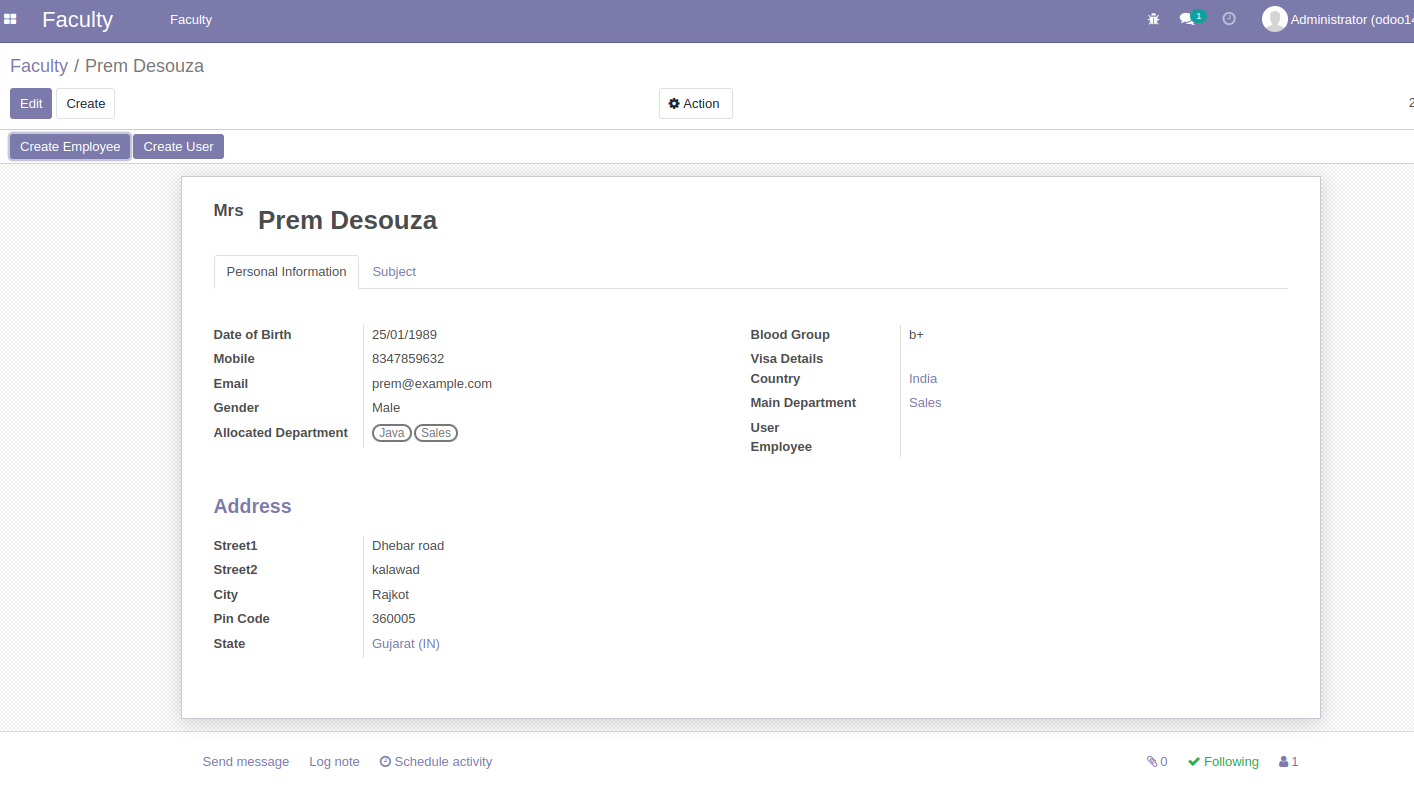 Faculty Faculty 1 Administrator (odoo14
Faculty / Prem Desouza
Edit Create Action 2
Create Employee Create User
Mrs Prem Desouza
Personal Information Subject
Date of Birth 25/01/1989
Mobile 8347859632
Email prem@example.com
Gender Male
Allocated Department Java Sales
Blood Group b+
Visa Details
Country India
Main Department Sales
User
Employee
Address
Street1 Dhebar road
Street2 kalawad
City Rajkot
Pin Code 360005
State Gujarat (IN)
Send message Log note Schedule activity 0 Following 1